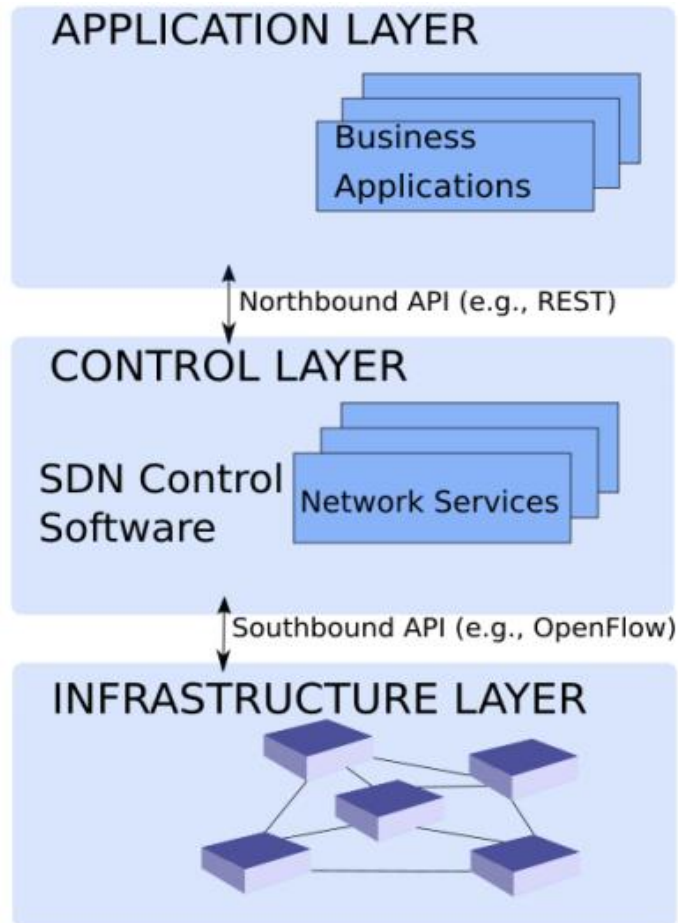 APPLICATION LAYER
Business
Applications
Northbound API (e.g., REST)
CONTROL LAYER
SDN Control
Software
Network Services
Southbound API (e.g., OpenFlow)
INFRASTRUCTURE LAYER